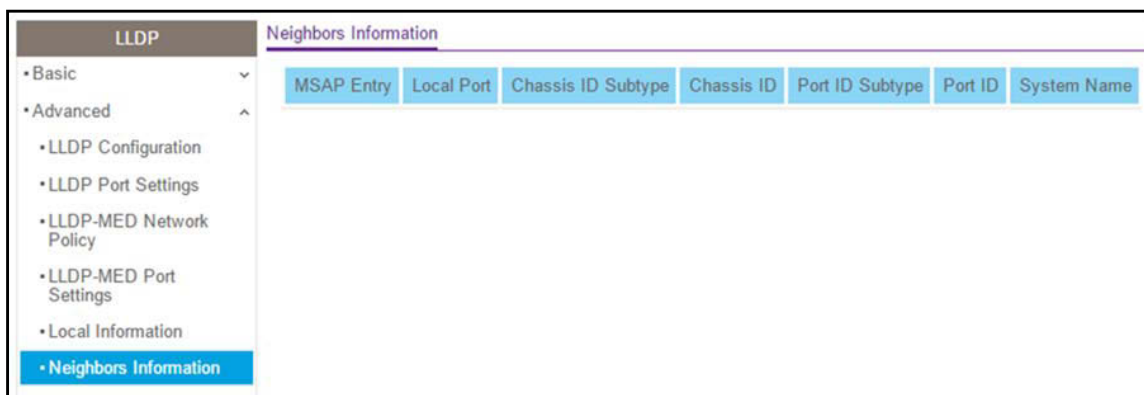 LLDP
Basic
Advanced
LLDP Configuration
LLDP Port Settings
LLDP-MED Network
Policy
LLDP-MED Port
Settings
Local Information
Neighbors Information
Neighbors Information
MSAP Entry Local Port Chassis ID Subtype Chassis ID Port ID Subtype Port ID System Name